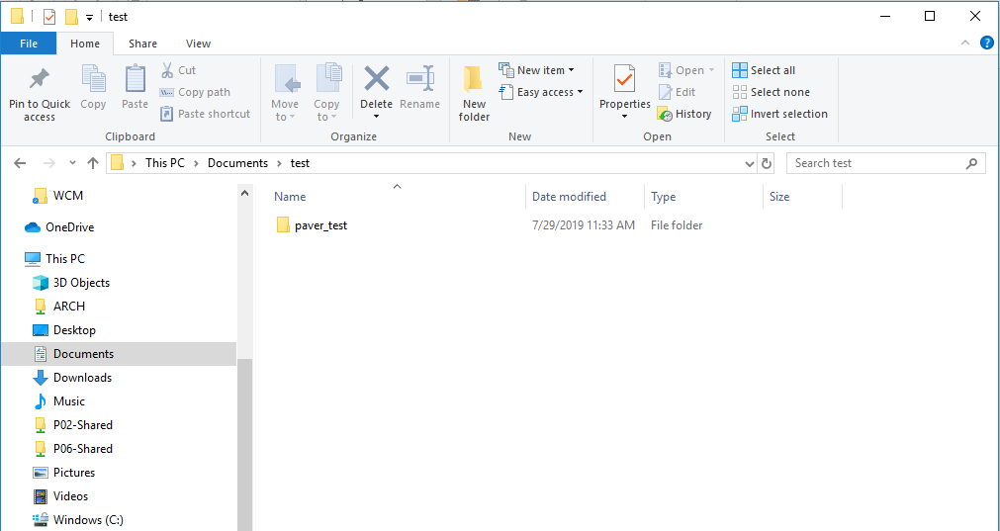 test
File Home Share View
Pin to Quick access
Copy
Paste
Cut
Copy path
Paste shortcut
Clipboard
Move to
Copy to
Delete
Rename
Organize
New folder
New item
Easy access
New
Properties
Open
Edit
History
Open
Select all
Select none
Invert selection
Select
This PC > Documents > test
Search test
Name Date modified Type Size
paver_test 7/29/2019 11:33 AM File folder
WCM
OneDrive
This PC
3D Objects
ARCH
Desktop
Documents
Downloads
Music
P02-Shared
P06-Shared
Pictures
Videos
Windows (C:)